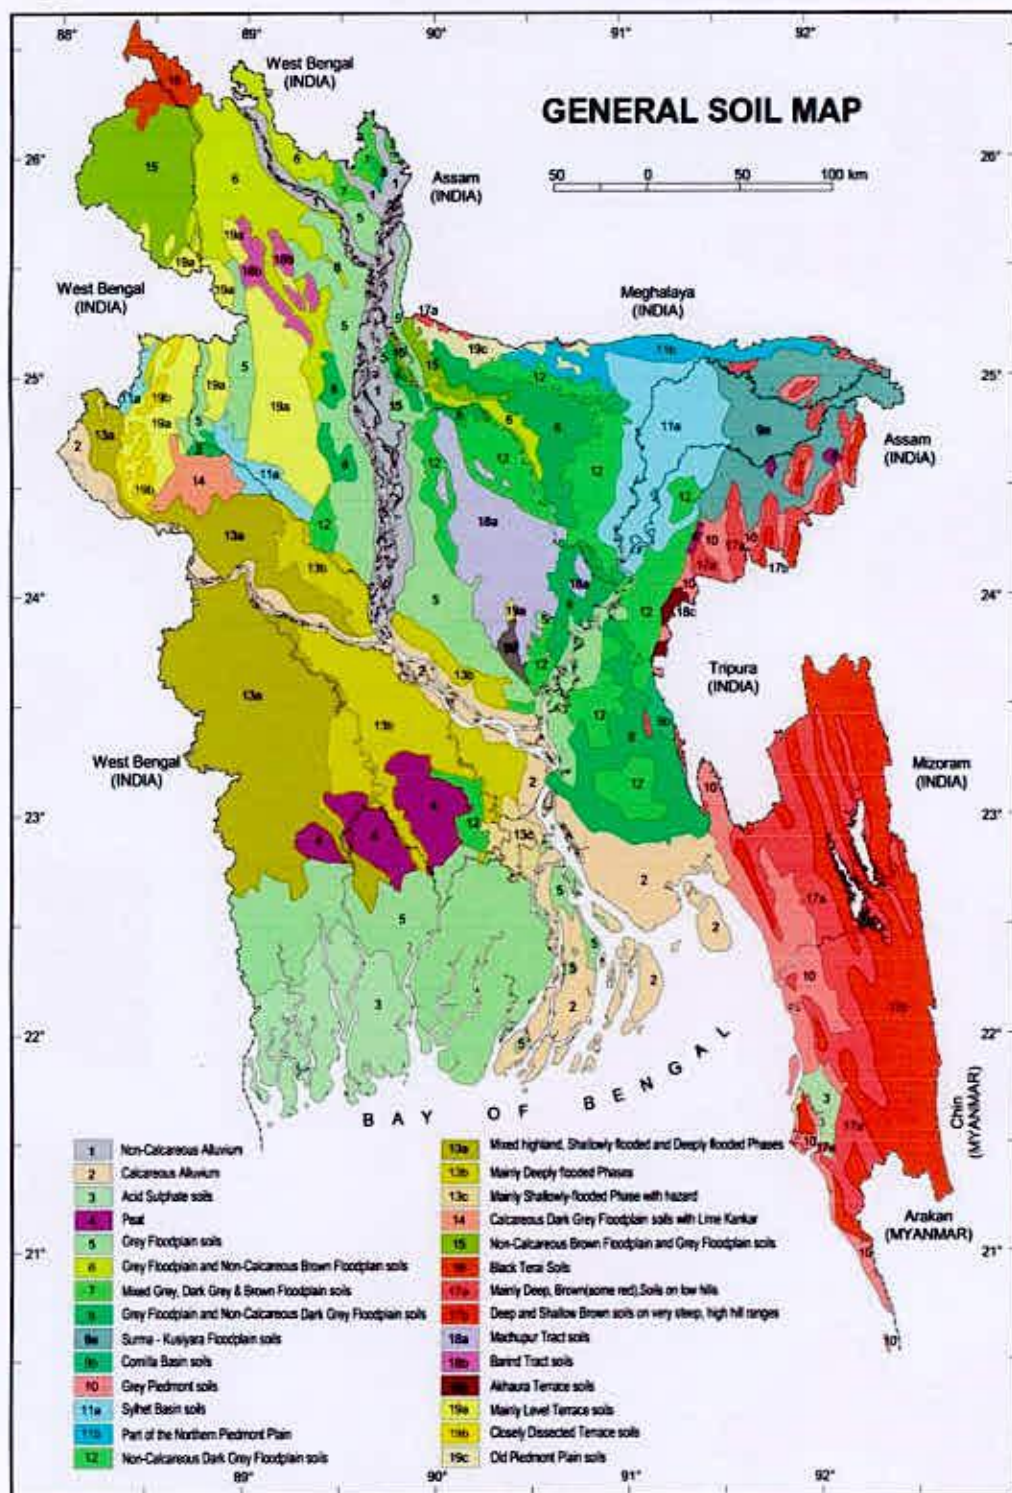 88° 89° 90° 91° 92°
West Bengal
(INDIA)
GENERAL SOIL MAP
26° 26°
Assam
(INDIA)
50 0 50 100 km
West Bengal
(INDIA)
Meghalaya
(INDIA)
25° 25°
Assam
(INDIA)
24° 24°
Tripura
(INDIA)
West Bengal
(INDIA)
Mizoram
(INDIA)
23° 23°
22° 22°
BAY OF BENGAL
Chin
(MYANMAR)
Arakan
(MYANMAR)
21° 21°
1 Non-Calcareous Alluvium
2 Calcareous Alluvium
3 Acid Sulphate soils
4 Peat
5 Grey Floodplain soils
6 Grey Floodplain and Non-Calcareous Brown Floodplain soils
7 Mixed Grey, Dark Grey & Brown Floodplain soils
8 Grey Floodplain and Non-Calcareous Dark Grey Floodplain soils
9a Surma - Kusiyara Floodplain soils
9b Comilla Basin soils
10 Grey Piedmont soils
11a Sylhet Basin soils
11b Part of the Northern Piedmont Plain
12 Non-Calcareous Dark Grey Floodplain soils
13a Mixed highland, Shallowly flooded and Deeply flooded Phases
13b Mainly Deeply flooded Phases
13c Mainly Shallowly-flooded Phase with hazard
14 Calcareous Dark Grey Floodplain soils with Lime Kankar
15 Non-Calcareous Brown Floodplain and Grey Floodplain soils
16 Black Terai Soils
17a Mainly Deep, Brown(some red),Soils on low hills
17b Deep and Shallow Brown soils on very steep, high hill ranges
18a Madhupur Tract soils
18b Barind Tract soils
Akhaura Terrace soils
19a Mainly Level Terrace soils
19b Closely Dissected Terrace soils
19c Old Piedmont Plain soils
89° 90° 91° 92°